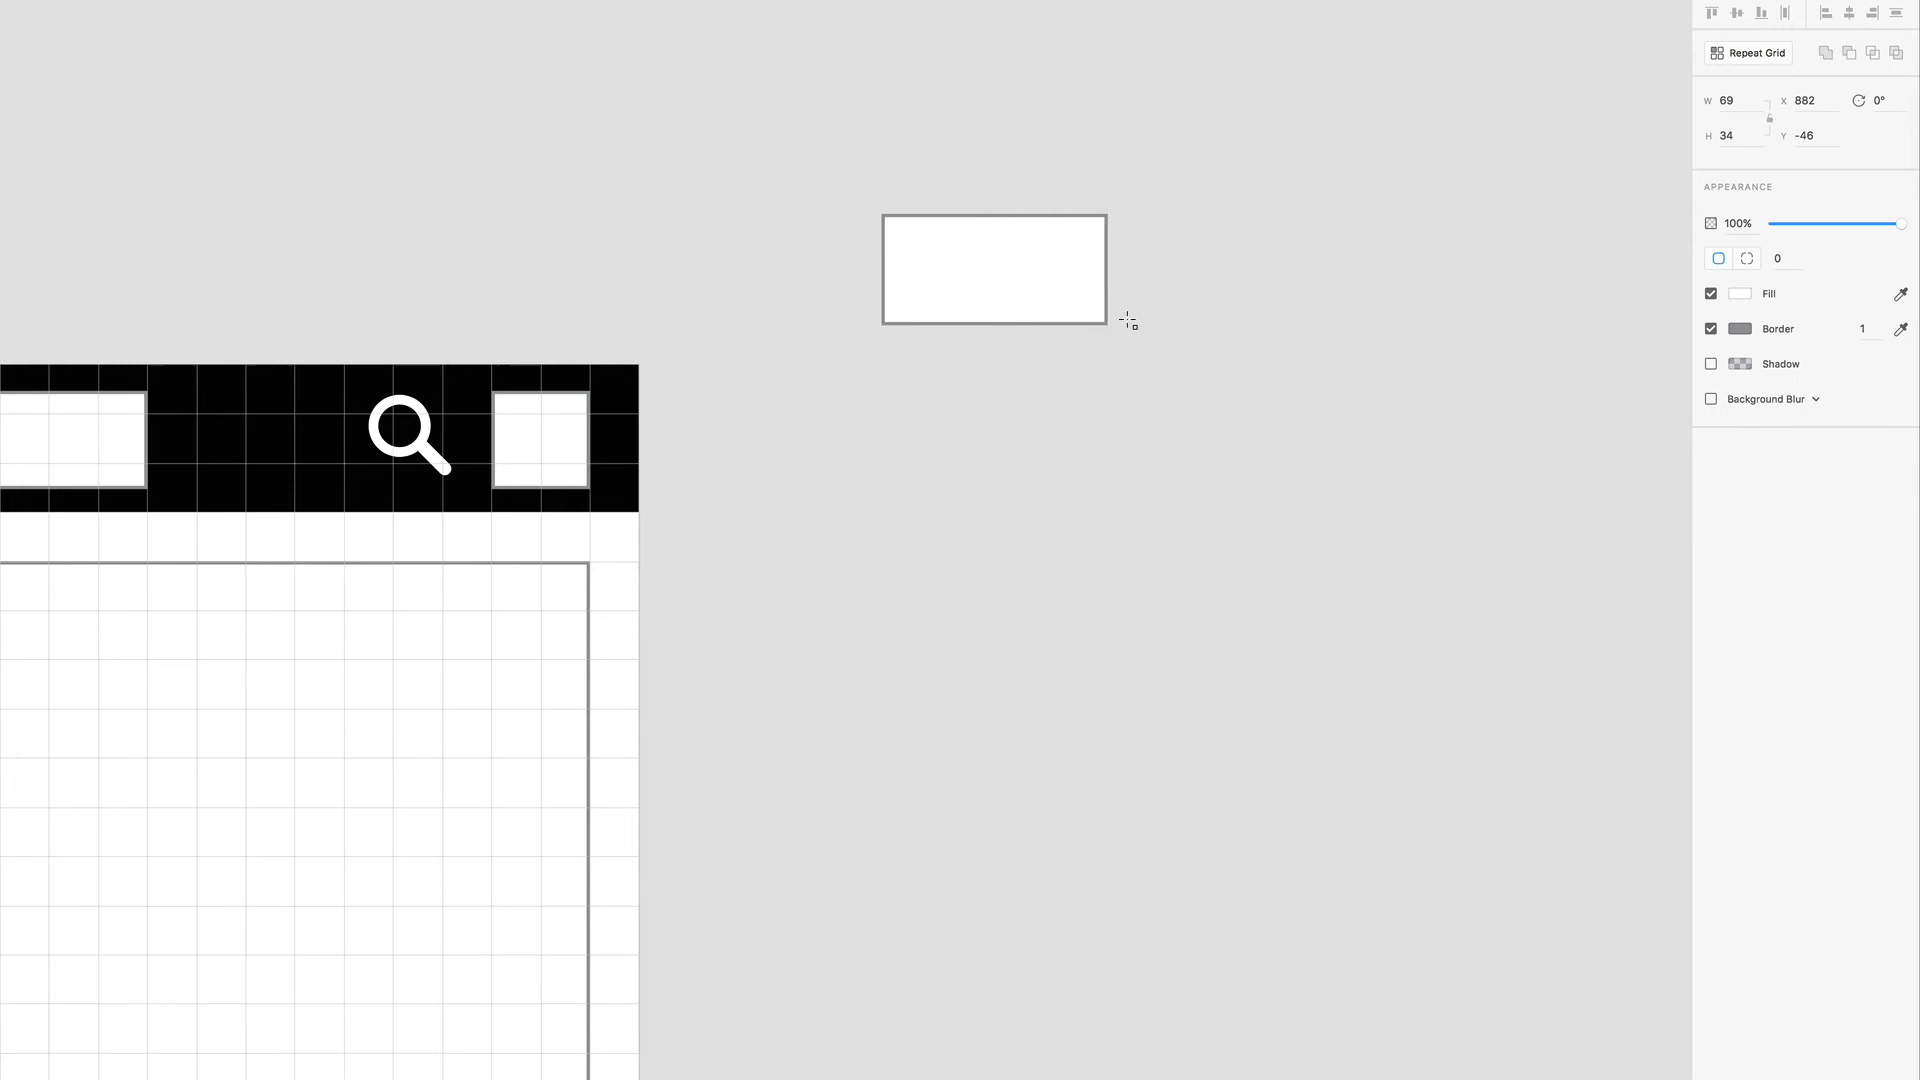 Repeat Grid
W 69 X 882 0°
H 34 Y -46
APPEARANCE
100%
0
Fill
Border 1
Shadow
Background Blur